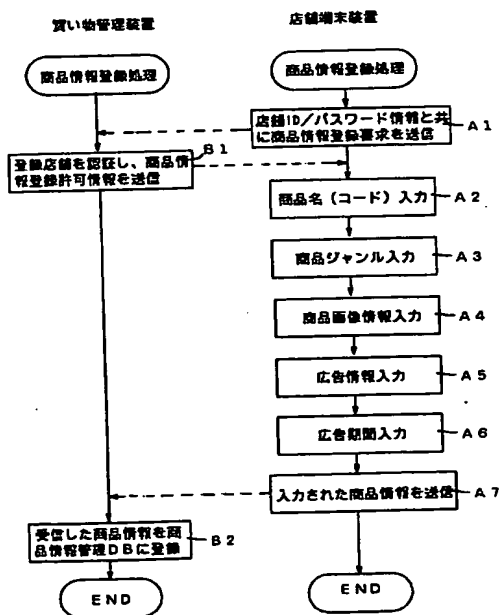 買い物管理装置
店舗端末装置
商品情報登録処理
商品情報登録処理
店舗ID/パスワード情報と共
に商品情報登録要求を送信
A1
B1
登録店舗を認証し、商品情
報登録許可情報を送信
商品名(コード)入力
A2
商品ジャンル入力
A3
商品画像情報入力
A4
広告情報入力
A5
広告期間入力
A6
入力された商品情報を送信
A7
受信した商品情報を商
品情報管理DBに登録
B2
END
END